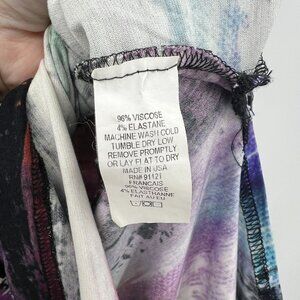 96% VISCOSE
4% ELASTANE
MACHINE WASH COLD
TUMBLE DRY LOW
REMOVE PROMPTLY
OR LAY FLAT TO DRY
MADE IN USA
RN# 91121
FRANCAIS
96% VISCOSE
4% ELASTHANNE
FAIT AU EU